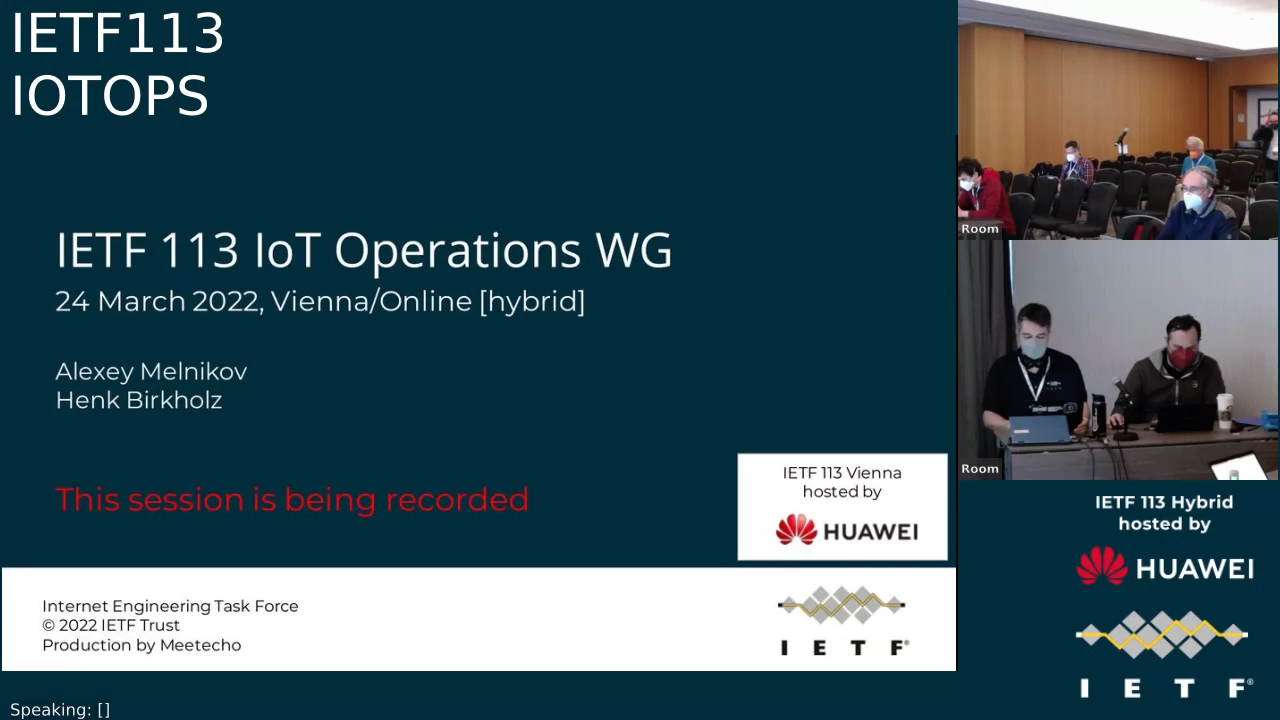 IETF113
IOTOPS
IETF 113 IoT Operations WG
24 March 2022, Vienna/Online [hybrid]
Alexey Melnikov
Henk Birkholz
This session is being recorded
IETF 113 Vienna
hosted by
HUAWEI
Internet Engineering Task Force
© 2022 IETF Trust
Production by Meetecho
I E T F®
Room
Room
IETF 113 Hybrid
hosted by
HUAWEI
I E T F®
Speaking: []